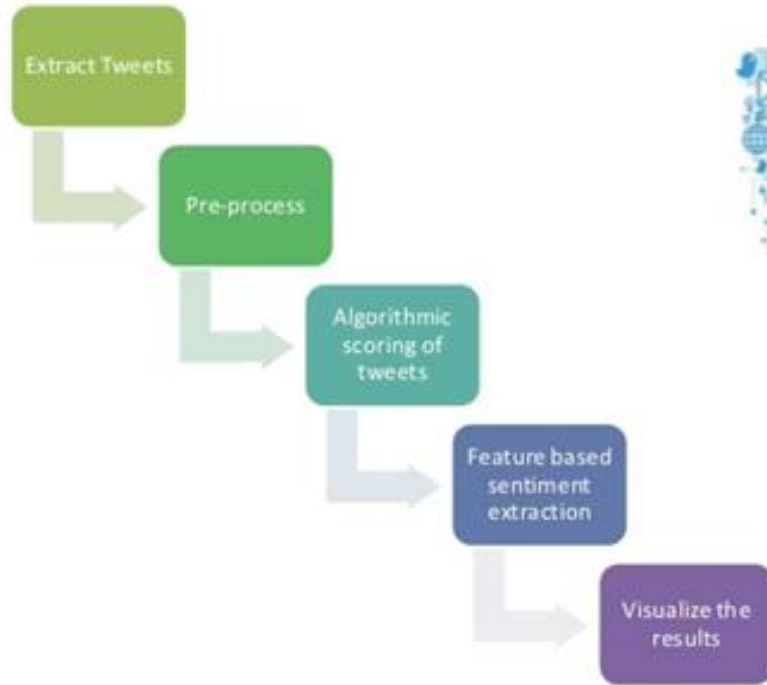 Extract Tweets
Pre-process
Algorithmic
scoring of
tweets
Feature based
sentiment
extraction
Visualize the
results